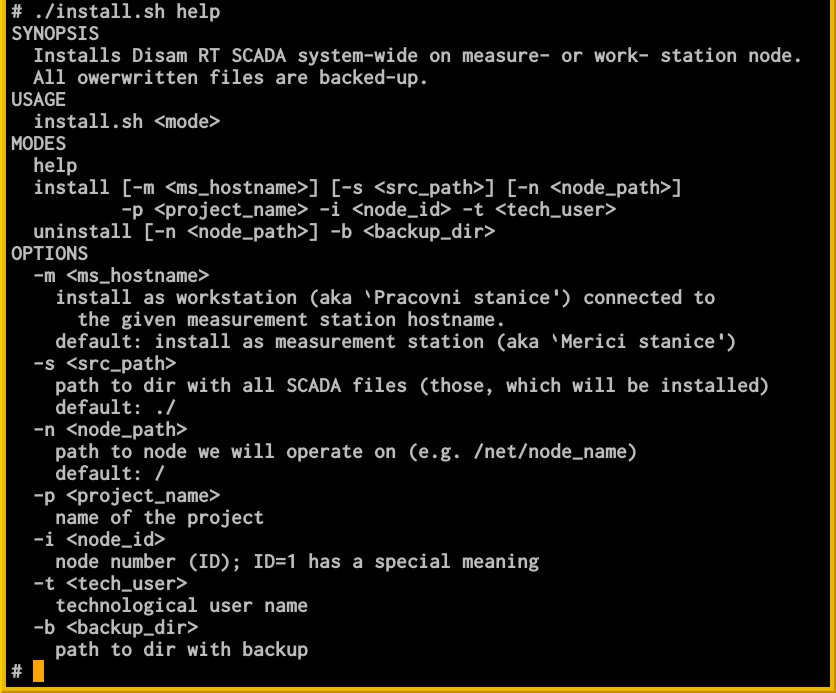 # ./install.sh help
SYNOPSIS
  Installs Disam RT SCADA system-wide on measure- or work- station node.
  All owerwritten files are backed-up.
USAGE
  install.sh <mode>
MODES
  help
  install [-m <ms_hostname>] [-s <src_path>] [-n <node_path>]
          -p <project_name> -i <node_id> -t <tech_user>
  uninstall [-n <node_path>] -b <backup_dir>
OPTIONS
  -m <ms_hostname>
    install as workstation (aka `Pracovni stanice') connected to
      the given measurement station hostname.
    default: install as measurement station (aka `Merici stanice')
  -s <src_path>
    path to dir with all SCADA files (those, which will be installed)
    default: ./
  -n <node_path>
    path to node we will operate on (e.g. /net/node_name)
    default: /
  -p <project_name>
    name of the project
  -i <node_id>
    node number (ID); ID=1 has a special meaning
  -t <tech_user>
    technological user name
  -b <backup_dir>
    path to dir with backup
#